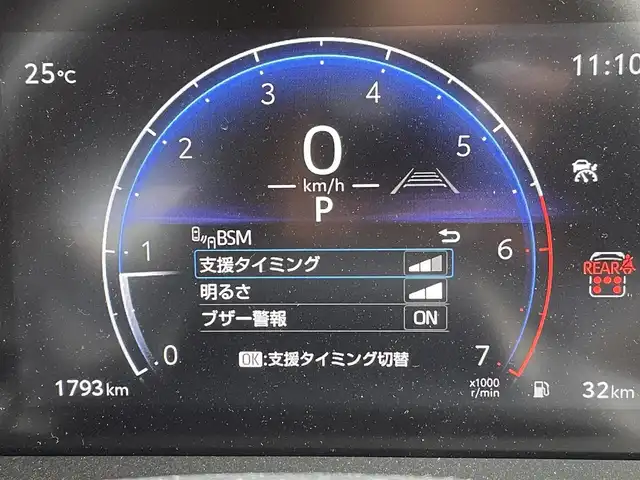 25℃
11:10
3
4
2
5
0
km/h
P
BSM
1
6
支援タイミング
明るさ
ブザー警報 ON
0
7
OK:支援タイミング切替
REAR
1793 km
x1000
r/min
32km